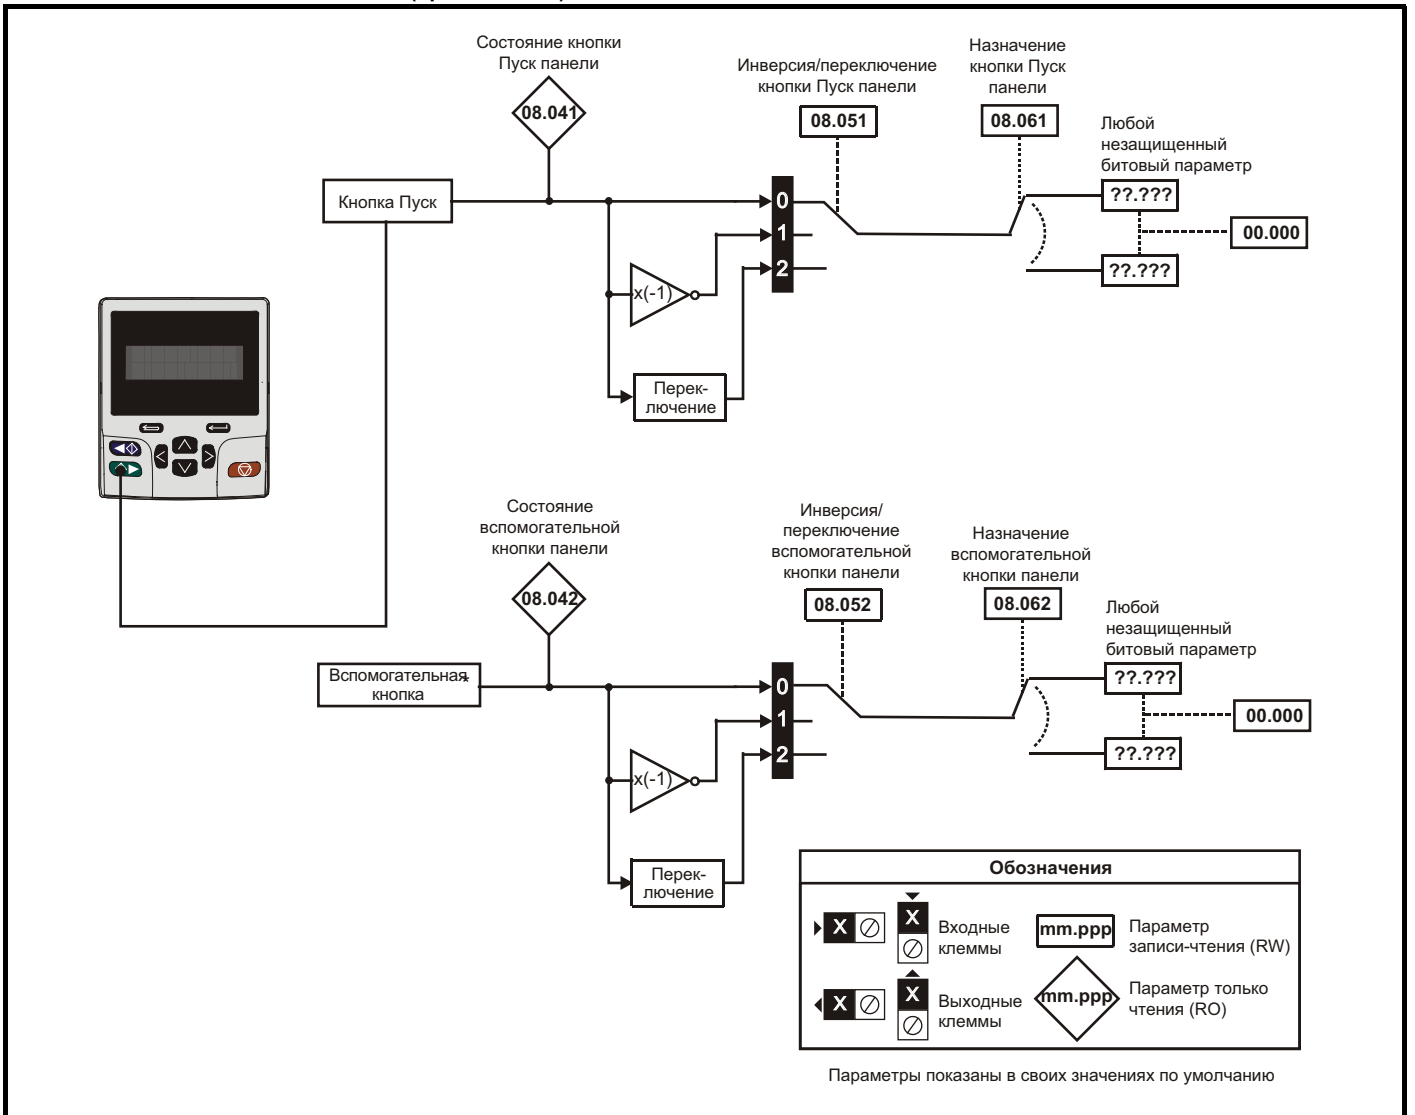 Состояние кнопки
Пуск панели
08.041
Инверсия/переключение
кнопки Пуск панели
08.051
Назначение
кнопки Пуск
панели
08.061
Любой
незащищенный
битовый параметр
??.???
00.000
??.???
Кнопка Пуск
0
1
2
x(-1)
Перек-
лючение
Состояние
вспомогательной
кнопки панели
08.042
Инверсия/
переключение
вспомогательной
кнопки панели
08.052
Назначение
вспомогательной
кнопки панели
08.062
Любой
незащищенный
битовый параметр
??.???
00.000
??.???
Вспомогательная*
кнопка
0
1
2
x(-1)
Перек-
лючение
Обозначения
X
X
Входные
клеммы
mm.ppp
Параметр
записи-чтения (RW)
X
X
Выходные
клеммы
mm.ppp
Параметр только
чтения (RO)
Параметры показаны в своих значениях по умолчанию